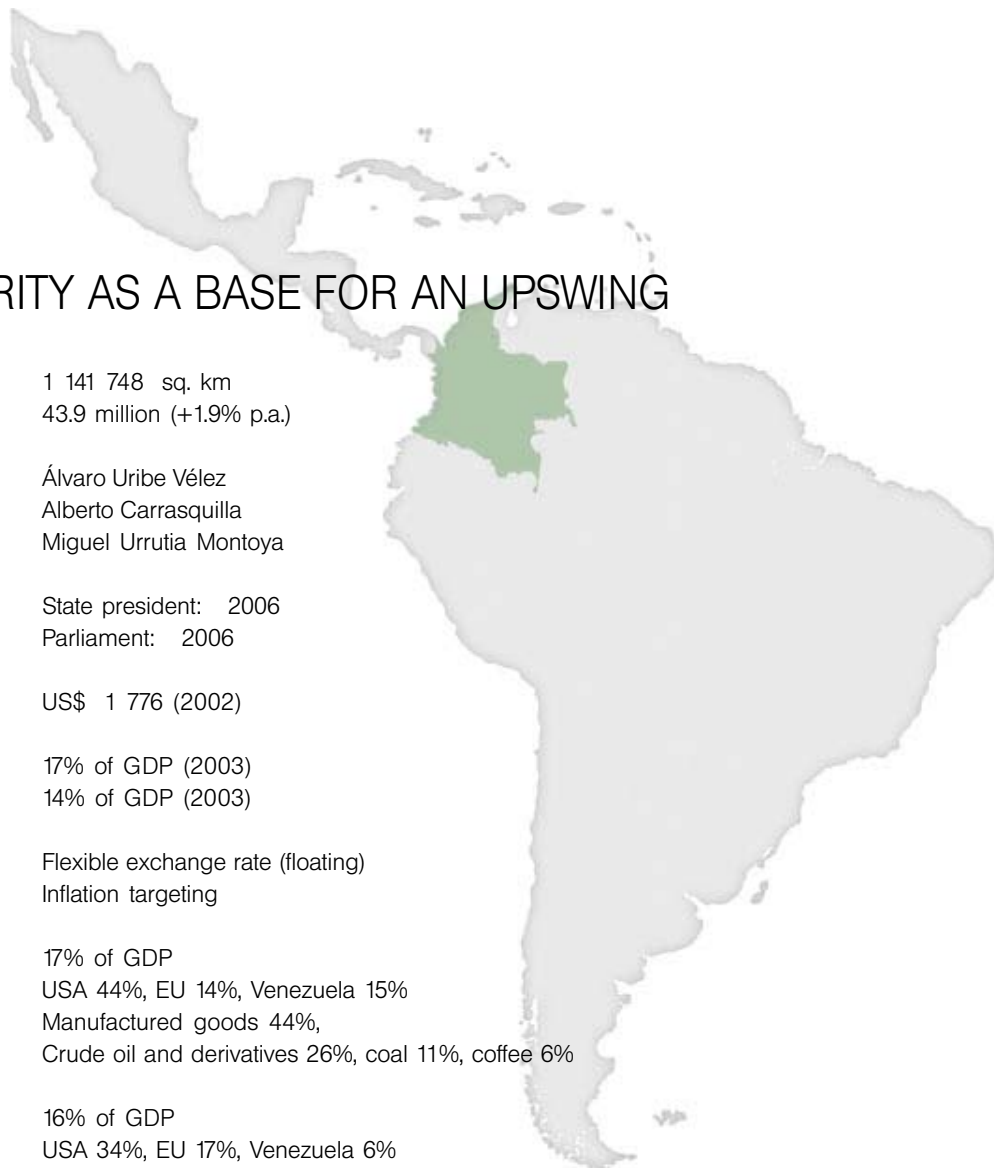 RITY AS A BASE FOR AN UPSWING
1 141 748 sq. km
43.9 million (+1.9% p.a.)
Álvaro Uribe Vélez
Alberto Carrasquilla
Miguel Urrutia Montoya
State president: 2006
Parliament: 2006
US$ 1 776 (2002)
17% of GDP (2003)
14% of GDP (2003)
Flexible exchange rate (floating)
Inflation targeting
17% of GDP
USA 44%, EU 14%, Venezuela 15%
Manufactured goods 44%,
Crude oil and derivatives 26%, coal 11%, coffee 6%
16% of GDP
USA 34%, EU 17%, Venezuela 6%